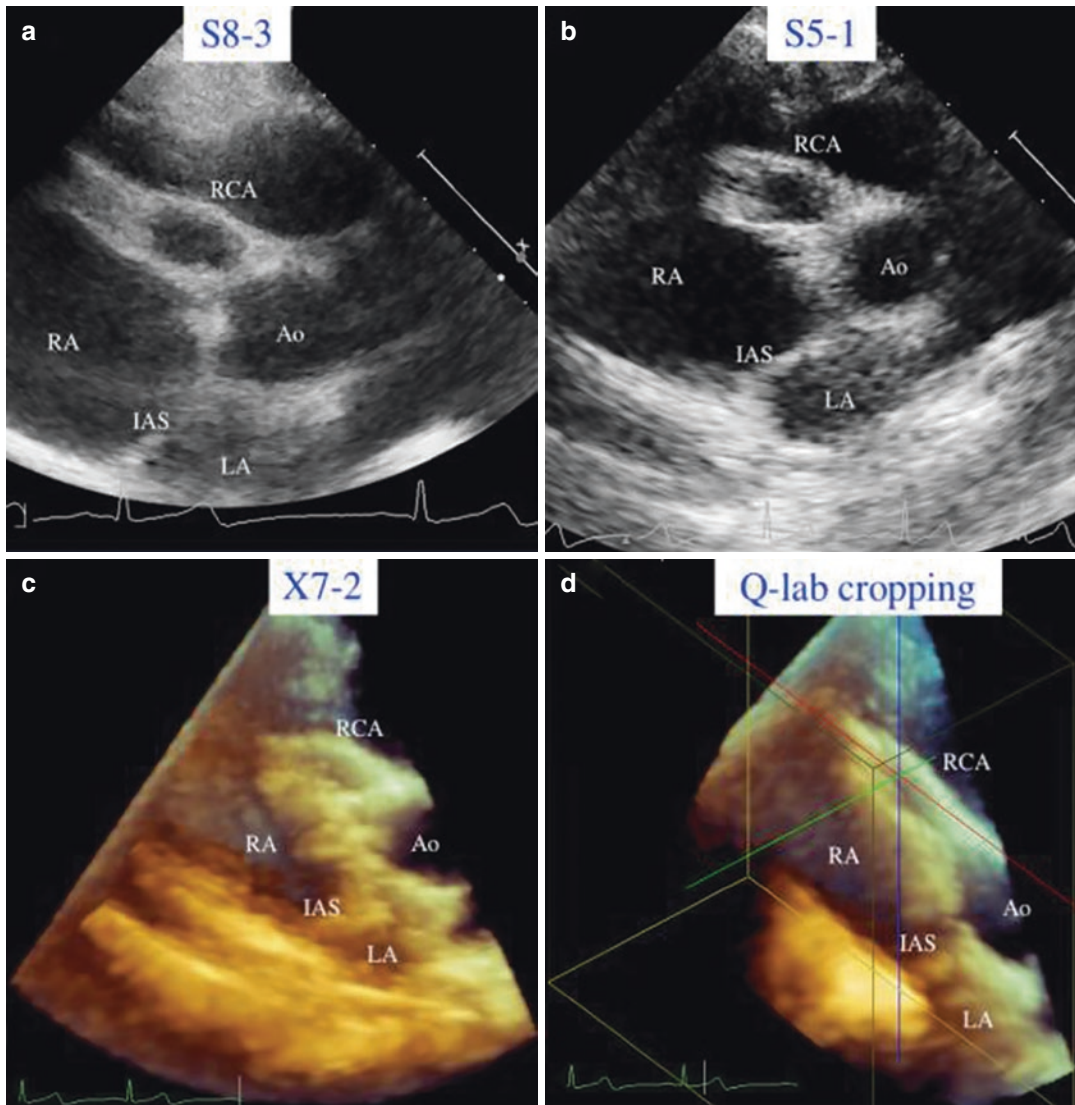 a
S8-3
RCA
Ao
RA
IAS
LA
b
S5-1
RCA
Ao
RA
IAS
LA
c
X7-2
RCA
RA
Ao
IAS
LA
d
Q-lab cropping
RCA
RA
Ao
IAS
LA